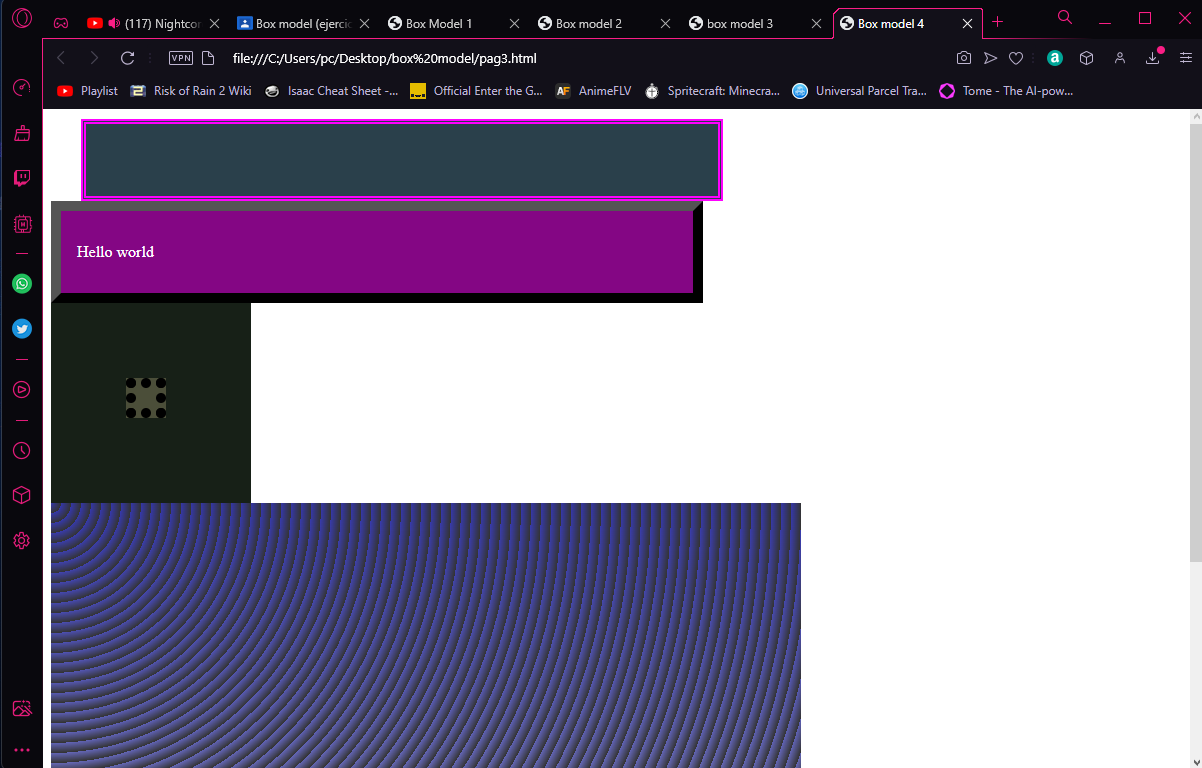 (117) Nightcor
Box model (ejercic
Box Model 1
Box model 2
box model 3
Box model 4
VPN
file:///C:/Users/pc/Desktop/box%20model/pag3.html
a
Playlist
Risk of Rain 2 Wiki
Isaac Cheat Sheet -...
Official Enter the G...
AF
AnimeFLV
Spritecraft: Minecra...
Universal Parcel Tra...
Tome - The AI-pow...
Hello world